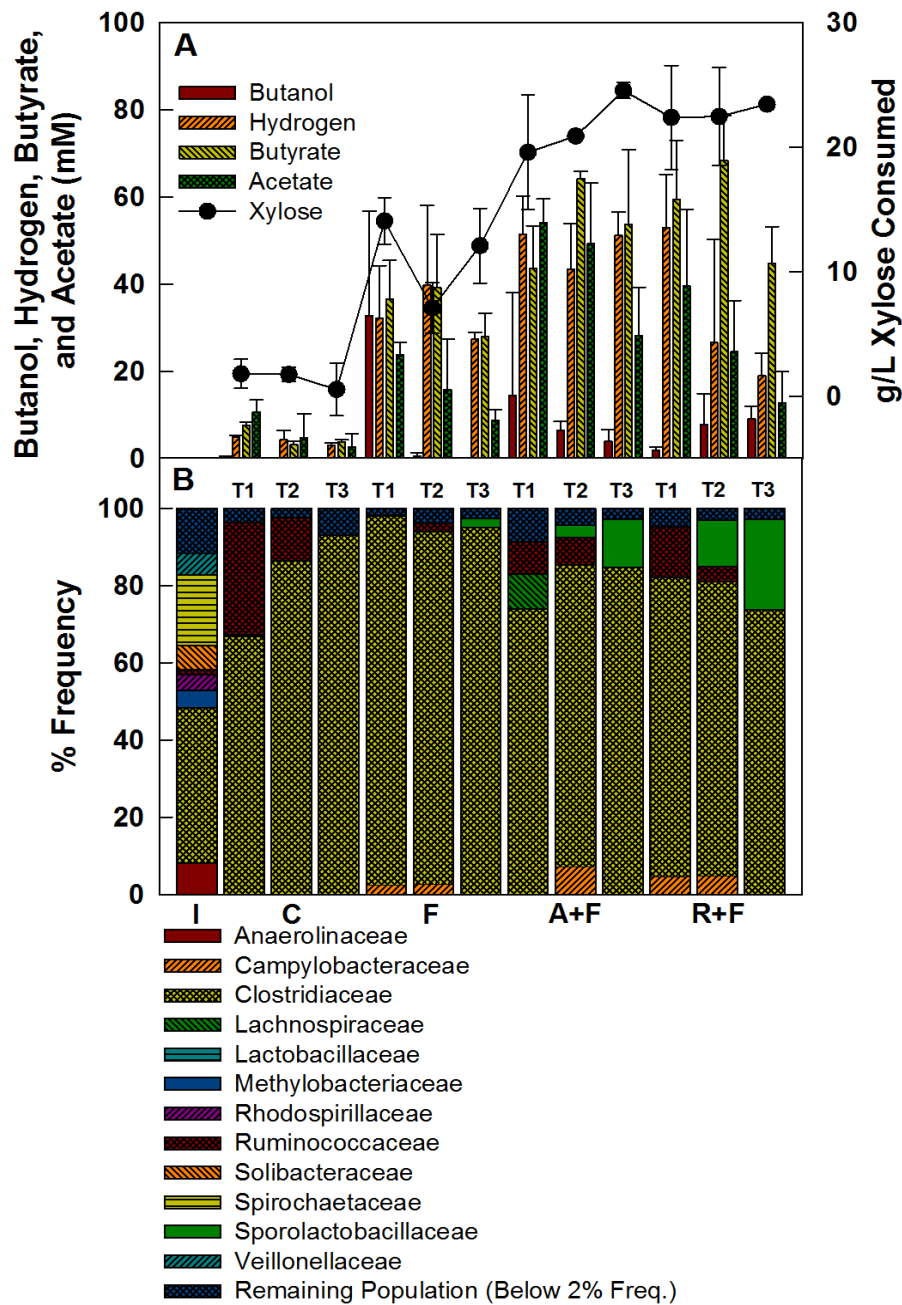 Butanol, Hydrogen, Butyrate,
and Acetate (mM)
100
80
60
40
20
0
A
Butanol
Hydrogen
Butyrate
Acetate
Xylose
30
20
10
0
g/L Xylose Consumed
B
T1 T2 T3 T1 T2 T3 T1 T2 T3 T1 T2 T3
% Frequency
100
80
60
40
20
0
I C F A+F R+F
Anaerolinaceae
Campylobacteraceae
Clostridiaceae
Lachnospiraceae
Lactobacillaceae
Methylobacteriaceae
Rhodospirillaceae
Ruminococcaceae
Solibacteraceae
Spirochaetaceae
Sporolactobacillaceae
Veillonellaceae
Remaining Population (Below 2% Freq.)